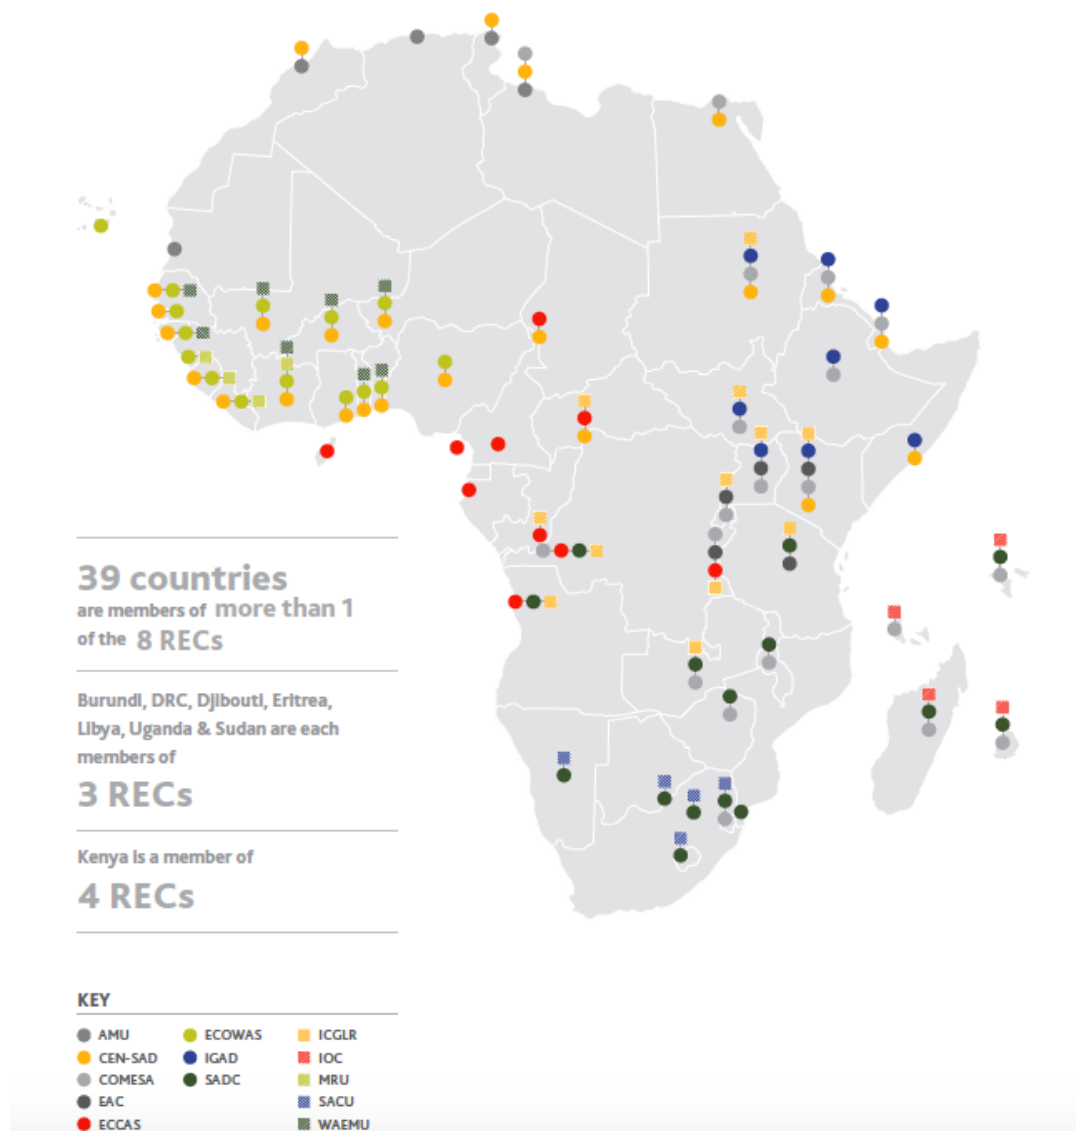 39 countries
are members of more than 1
of the 8 RECs
Burundi, DRC, Djibouti, Eritrea,
Libya, Uganda & Sudan are each
members of
3 RECs
Kenya is a member of
4 RECs
KEY
AMU
CEN-SAD
COMESA
EAC
ECCAS
ECOWAS
IGAD
SADC
ICGLR
IOC
MRU
SACU
WAEMU